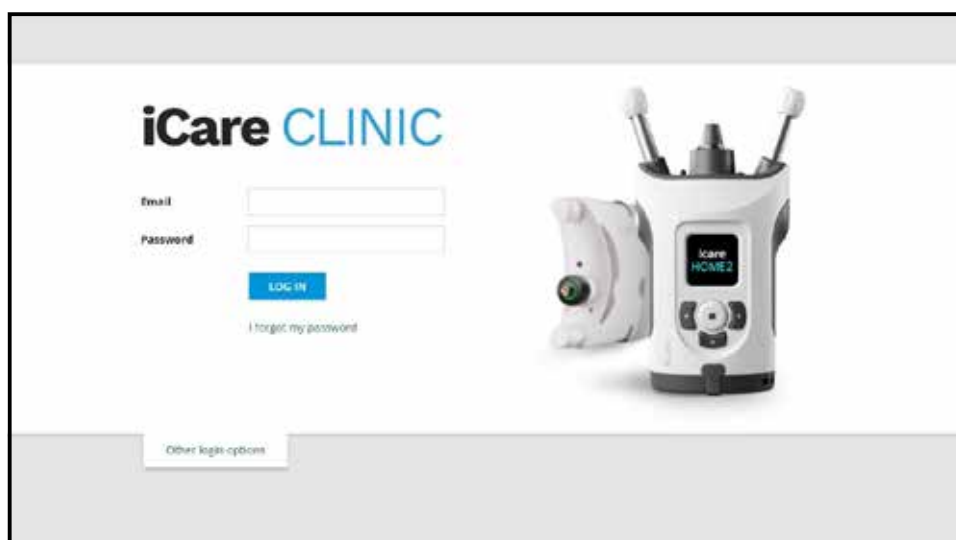 iCare CLINIC
Email
Password
LOG IN
I forgot my password
icare
HOME2
Other login options